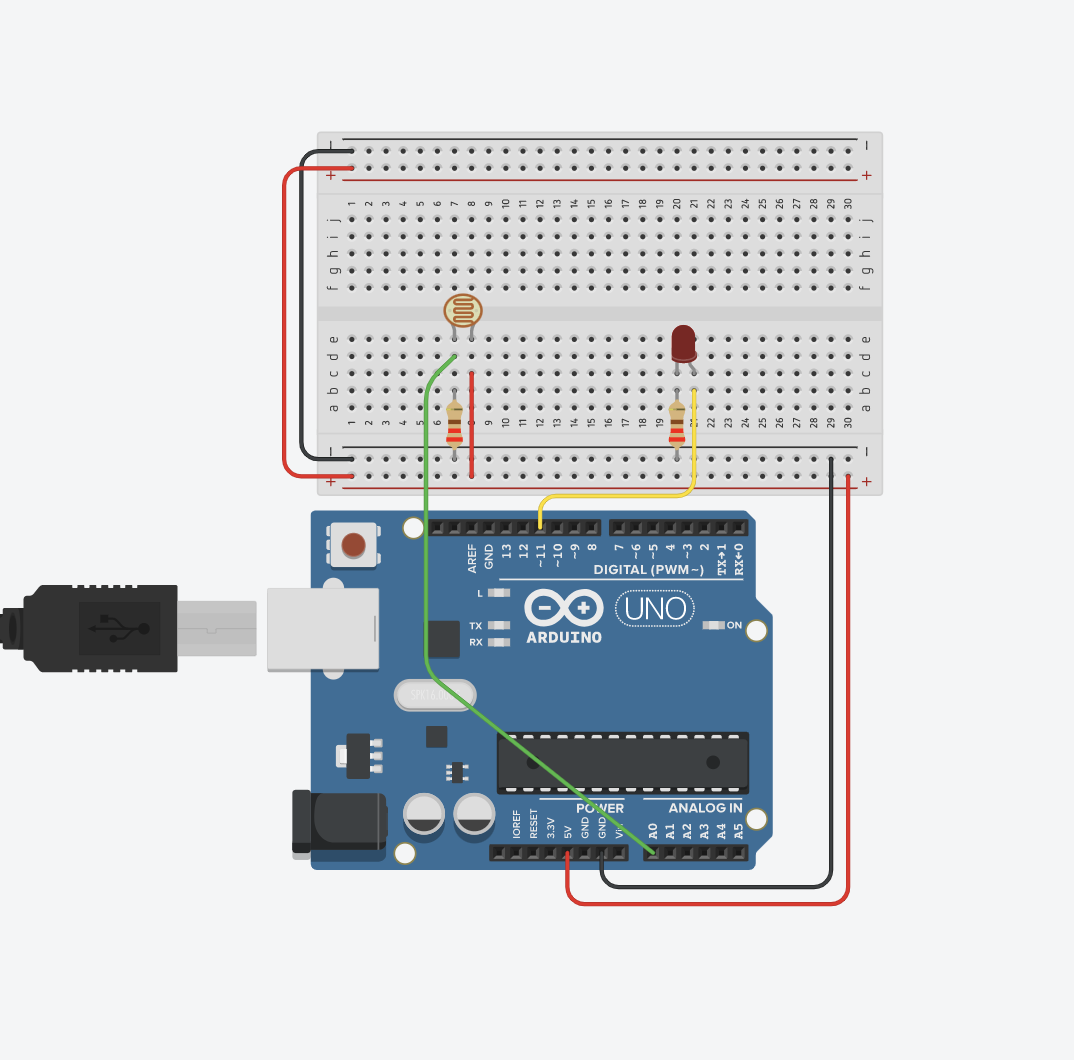 − −
+ +
1 2 3 4 5 6 7 8 9 10 11 12 13 14 15 16 17 18 19 20 21 22 23 24 25 26 27 28 29 30
j j
i i
h h
g g
f f
e e
d d
c c
b b
a a
1 2 3 4 5 6 7 8 9 10 11 12 13 14 15 16 17 18 19 20 21 22 23 24 25 26 27 28 29 30
− −
+ +
AREF GND 13 12 ~11 ~10 ~9 8 7 6 ~5 4 ~3 2 TX→1 RX←0
DIGITAL (PWM~)
L
TX
RX
UNO
ARDUINO
ON
POWER ANALOG IN
IOREF RESET 3.3V 5V GND GND Vin A0 A1 A2 A3 A4 A5